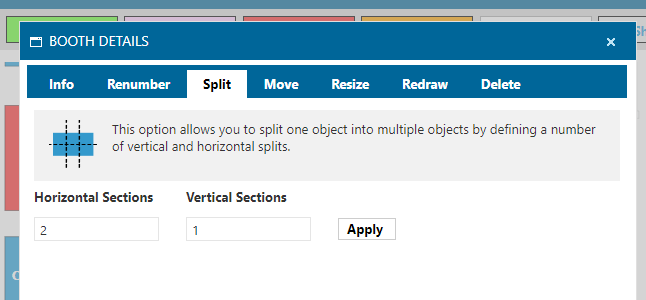 BOOTH DETAILS
Info Renumber Split Move Resize Redraw Delete
This option allows you to split one object into multiple objects by defining a number
of vertical and horizontal splits.
Horizontal Sections Vertical Sections
2 1 Apply